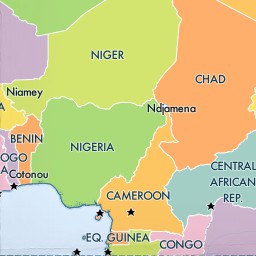 NIGER
CHAD
Niamey
Ndjamena
BENIN
NIGERIA
OGO
A
Cotonou
CENTRAL
AFRICAN
REP.
CAMEROON
EQ. GUINEA
CONGO